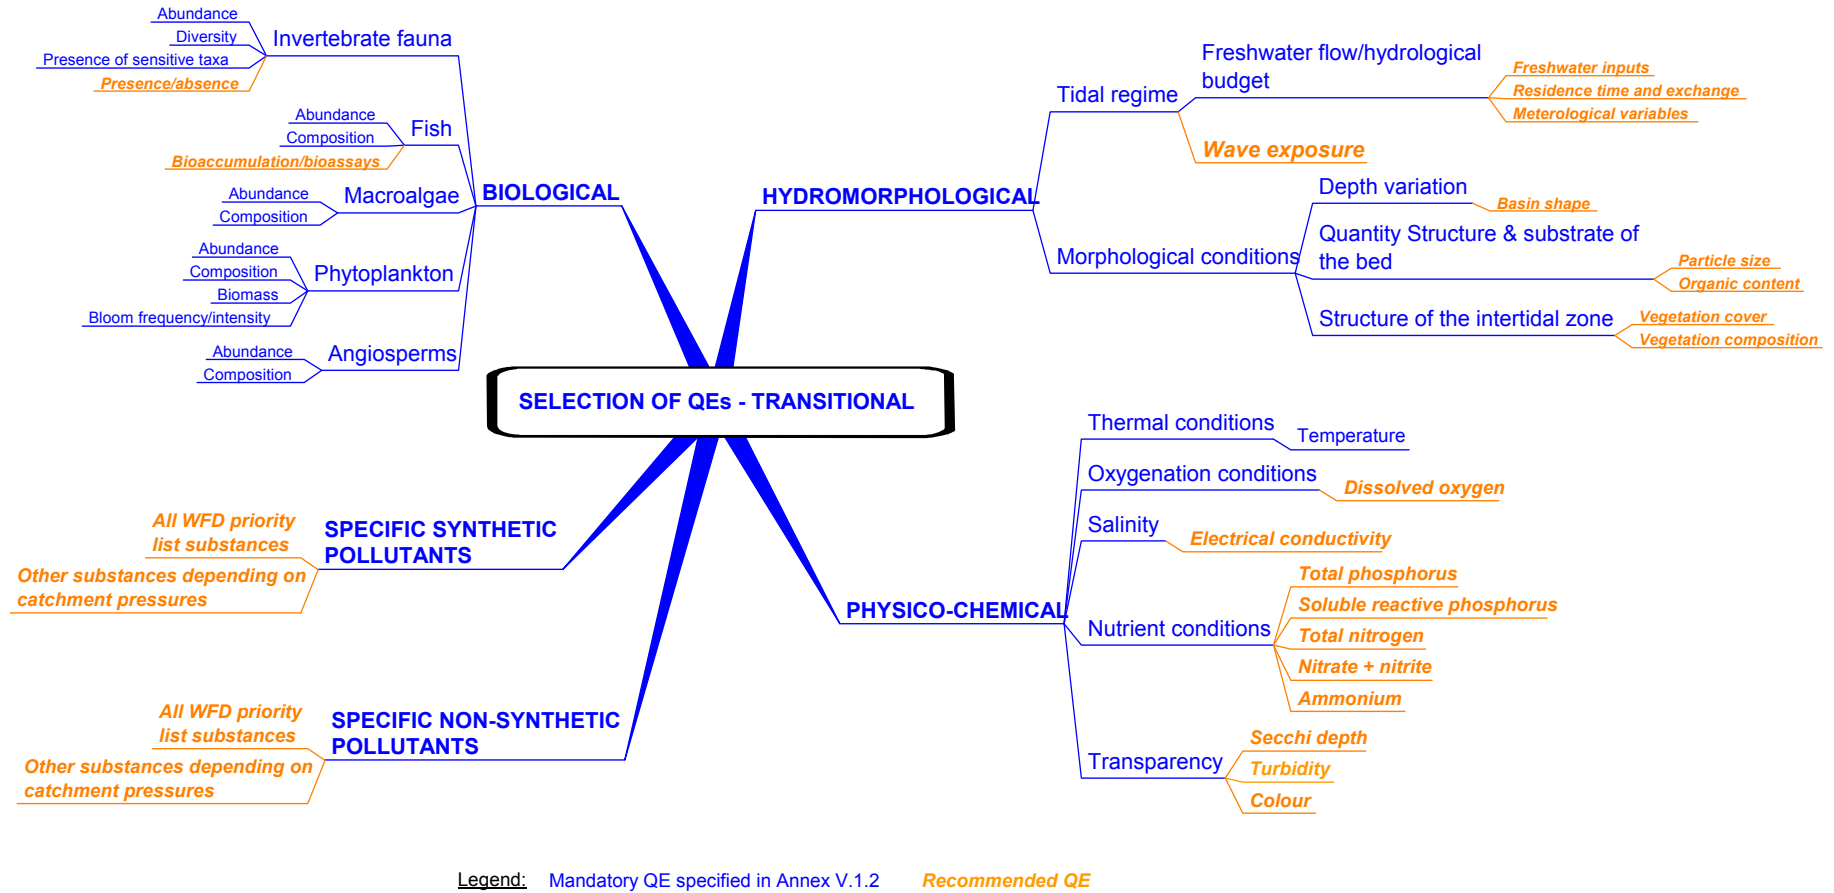 Abundance
Diversity
Presence of sensitive taxa
Presence/absence
Invertebrate fauna
Abundance
Composition
Bioaccumulation/bioassays
Fish
Abundance
Composition
Macroalgae
Abundance
Composition
Biomass
Bloom frequency/intensity
Phytoplankton
Abundance
Composition
Angiosperms
BIOLOGICAL
HYDROMORPHOLOGICAL
Tidal regime
Freshwater flow/hydrological
budget
Freshwater inputs
Residence time and exchange
Meterological variables
Wave exposure
Morphological conditions
Depth variation
Basin shape
Quantity Structure & substrate of
the bed
Particle size
Organic content
Structure of the intertidal zone
Vegetation cover
Vegetation composition
SELECTION OF QEs - TRANSITIONAL
All WFD priority
list substances
Other substances depending on
catchment pressures
SPECIFIC SYNTHETIC
POLLUTANTS
All WFD priority
list substances
Other substances depending on
catchment pressures
SPECIFIC NON-SYNTHETIC
POLLUTANTS
PHYSICO-CHEMICAL
Thermal conditions
Temperature
Oxygenation conditions
Dissolved oxygen
Salinity
Electrical conductivity
Nutrient conditions
Total phosphorus
Soluble reactive phosphorus
Total nitrogen
Nitrate + nitrite
Ammonium
Transparency
Secchi depth
Turbidity
Colour
Legend: Mandatory QE specified in Annex V.1.2 Recommended QE